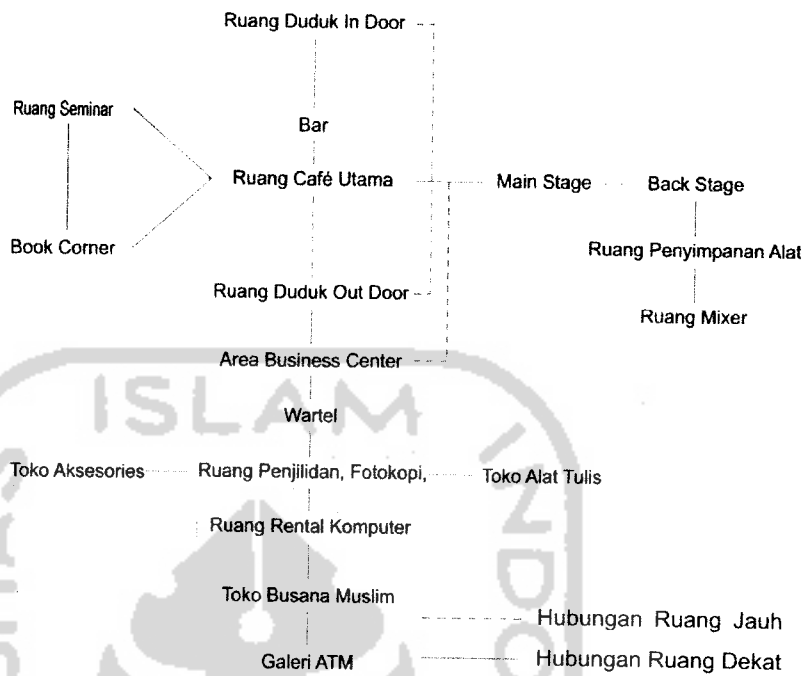 Ruang Duduk In Door
Ruang Seminar
Bar
Ruang Café Utama
Main Stage
Back Stage
Book Corner
Ruang Penyimpanan Alat
Ruang Duduk Out Door
Ruang Mixer
Area Business Center
ISLAM
Wartel
Toko Aksesories
Ruang Penjilidan, Fotokopi,
Toko Alat Tulis
Ruang Rental Komputer
Toko Busana Muslim
Hubungan Ruang Jauh
Galeri ATM
Hubungan Ruang Dekat
INDO